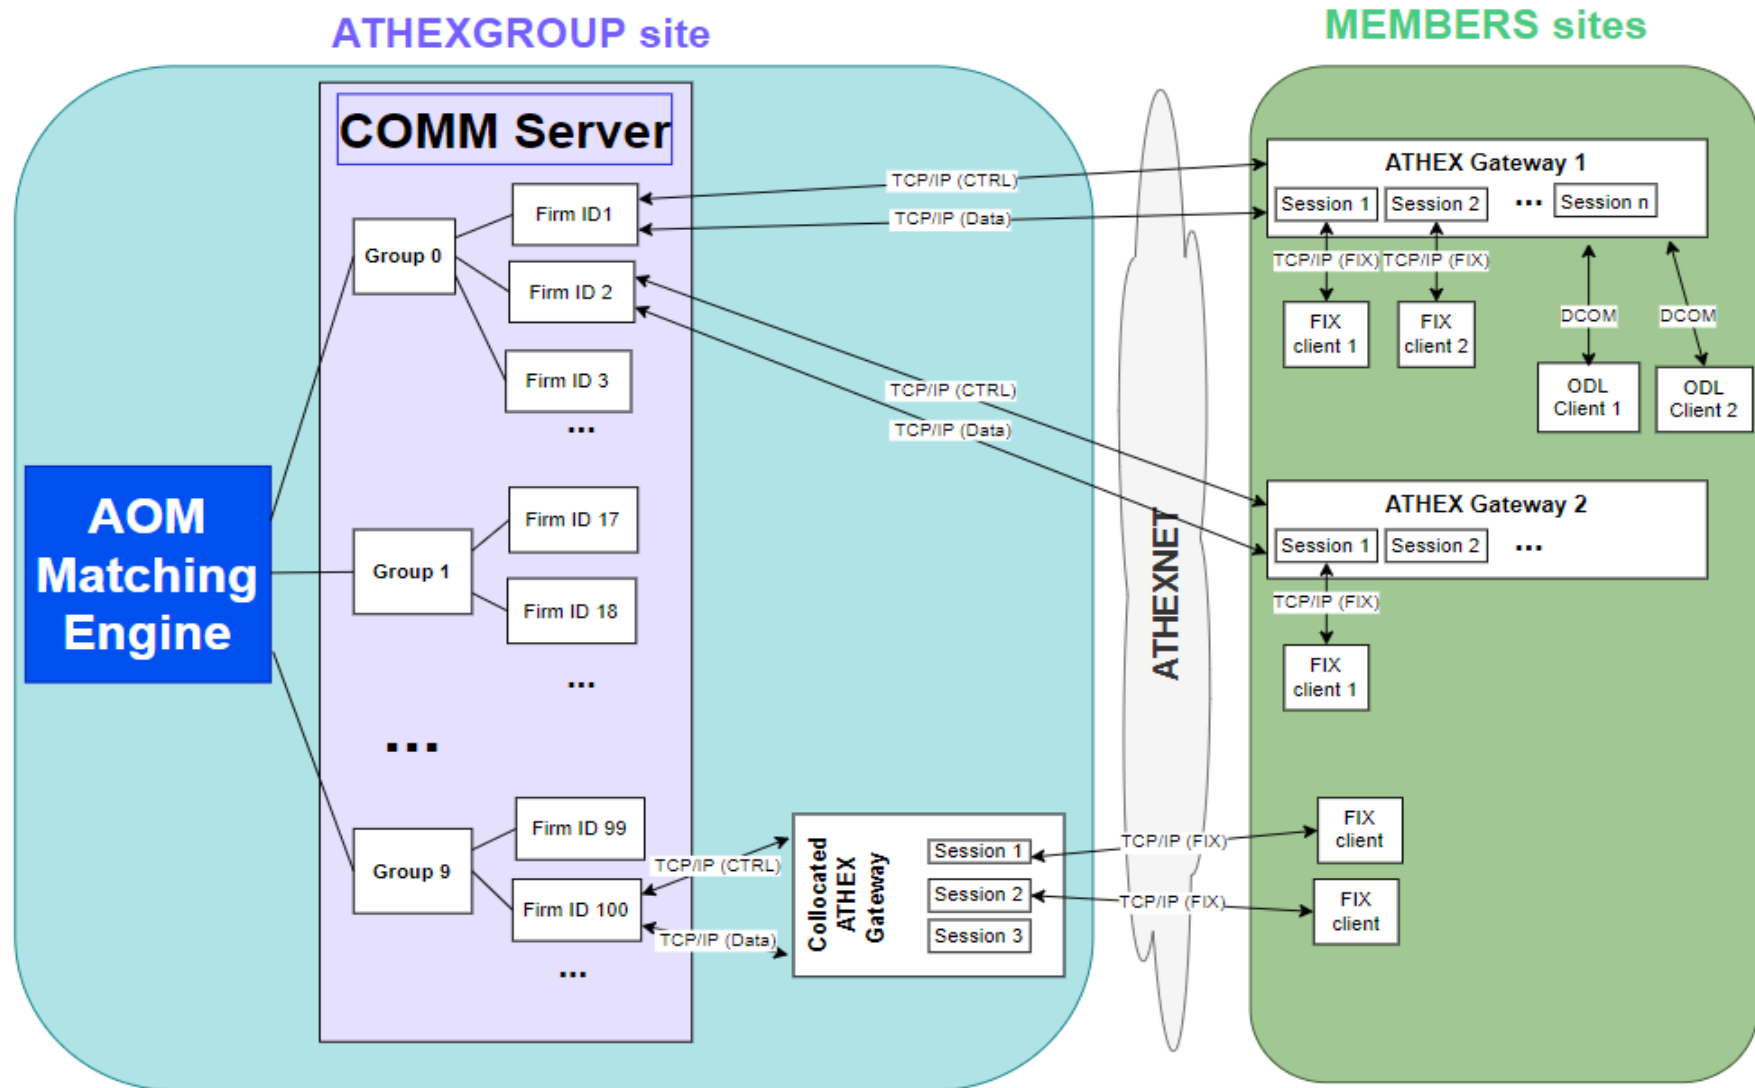 ATHEXGROUP site
MEMBERS sites
COMM Server
AOM
Matching
Engine
Group 0
Firm ID1
Firm ID 2
Firm ID 3
...
Group 1
Firm ID 17
Firm ID 18
...
...
Group 9
Firm ID 99
Firm ID 100
...
TCP/IP (CTRL)
TCP/IP (Data)
TCP/IP (CTRL)
TCP/IP (Data)
TCP/IP (CTRL)
TCP/IP (Data)
Collocated
ATHEX
Gateway
Session 1
Session 2
Session 3
TCP/IP (FIX)
TCP/IP (FIX)
ATHEXNET
ATHEX Gateway 1
Session 1
Session 2
...
Session n
TCP/IP (FIX)
TCP/IP (FIX)
DCOM
DCOM
FIX
client 1
FIX
client 2
ODL
Client 1
ODL
Client 2
ATHEX Gateway 2
Session 1
Session 2
...
TCP/IP (FIX)
FIX
client 1
FIX
client
FIX
client